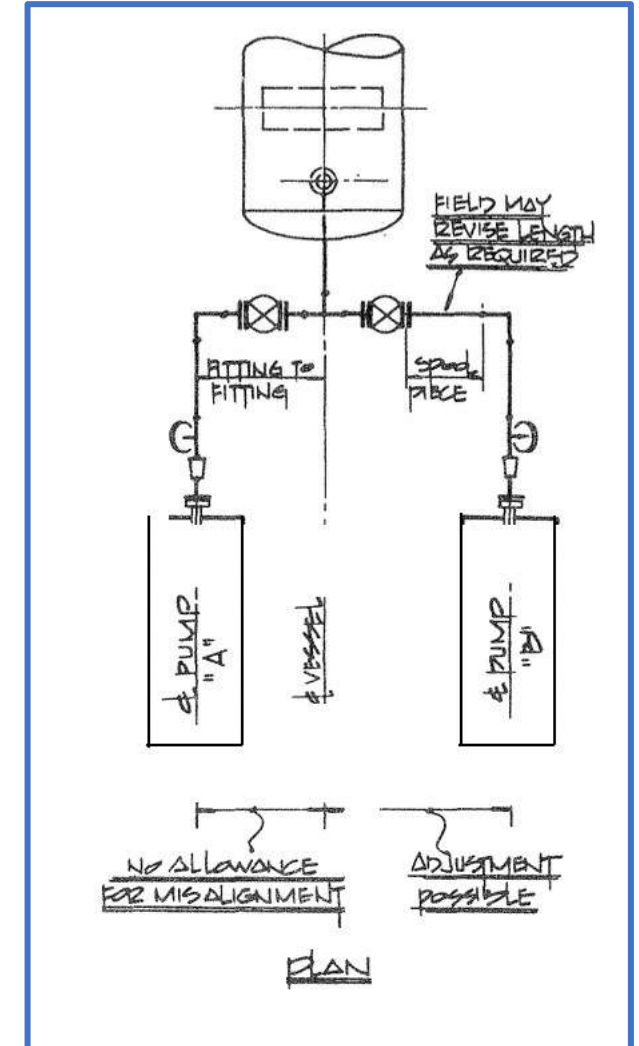 FIELD MAY
REVISE LENGTH
AS REQUIRED
FITTING TO
FITTING
SPOOL
PIECE
℄ PUMP
"A"
℄ VESSEL
℄ PUMP
"B"
NO ALLOWANCE
FOR MISALIGNMENT
ADJUSTMENT
POSSIBLE
PLAN